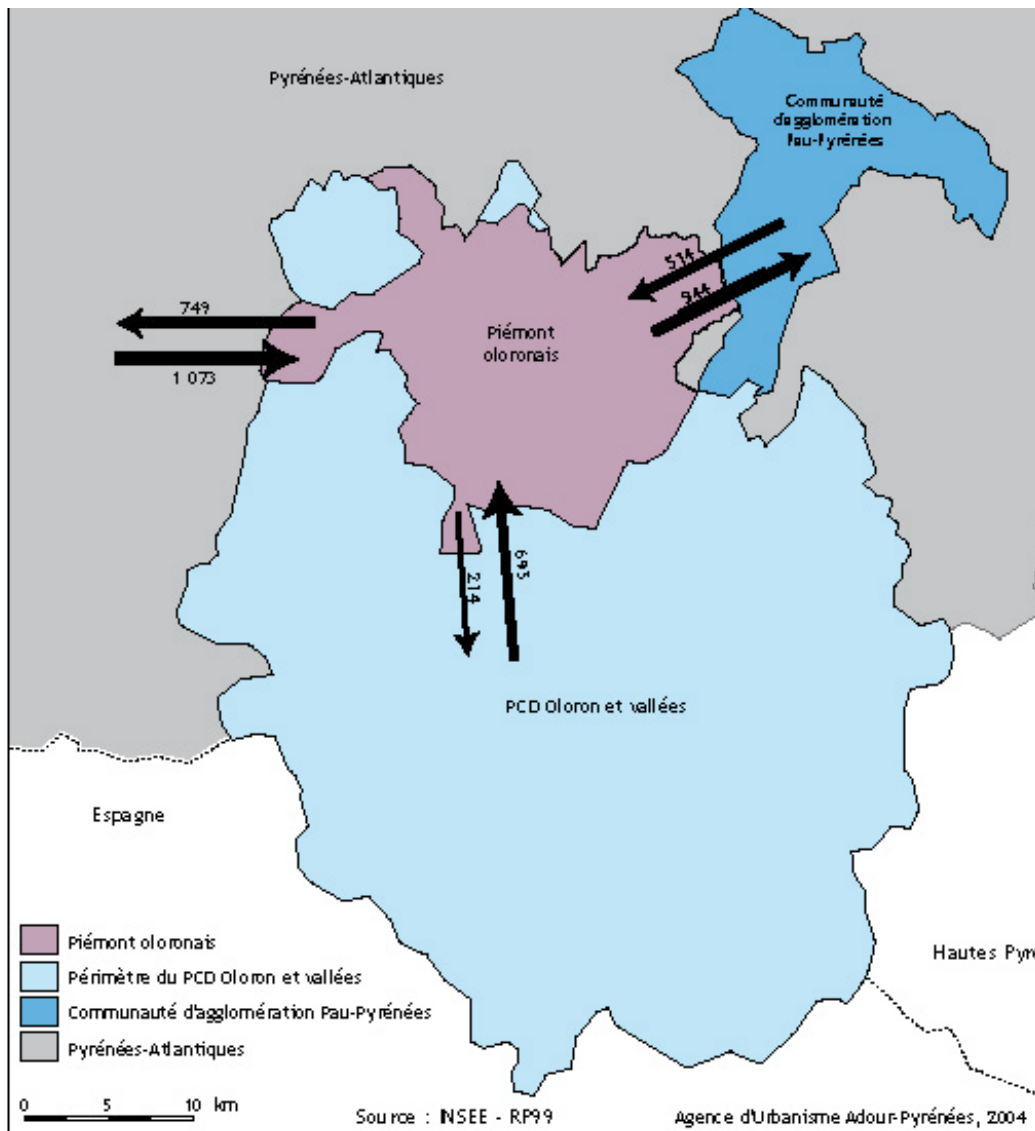 Pyrénées-Atlantiques
Communauté
d'agglomération
Pau-Pyrénées
514
944
749
1 073
Piémont
oloronais
214
693
PCD Oloron et vallées
Espagne
Piémont oloronais
Périmètre du PCD Oloron et vallées
Communauté d'agglomération Pau-Pyrénées
Pyrénées-Atlantiques
Hautes Pyré
0 5 10 km
Source : INSEE - RP99
Agence d'Urbanisme Adour-Pyrénées, 2004